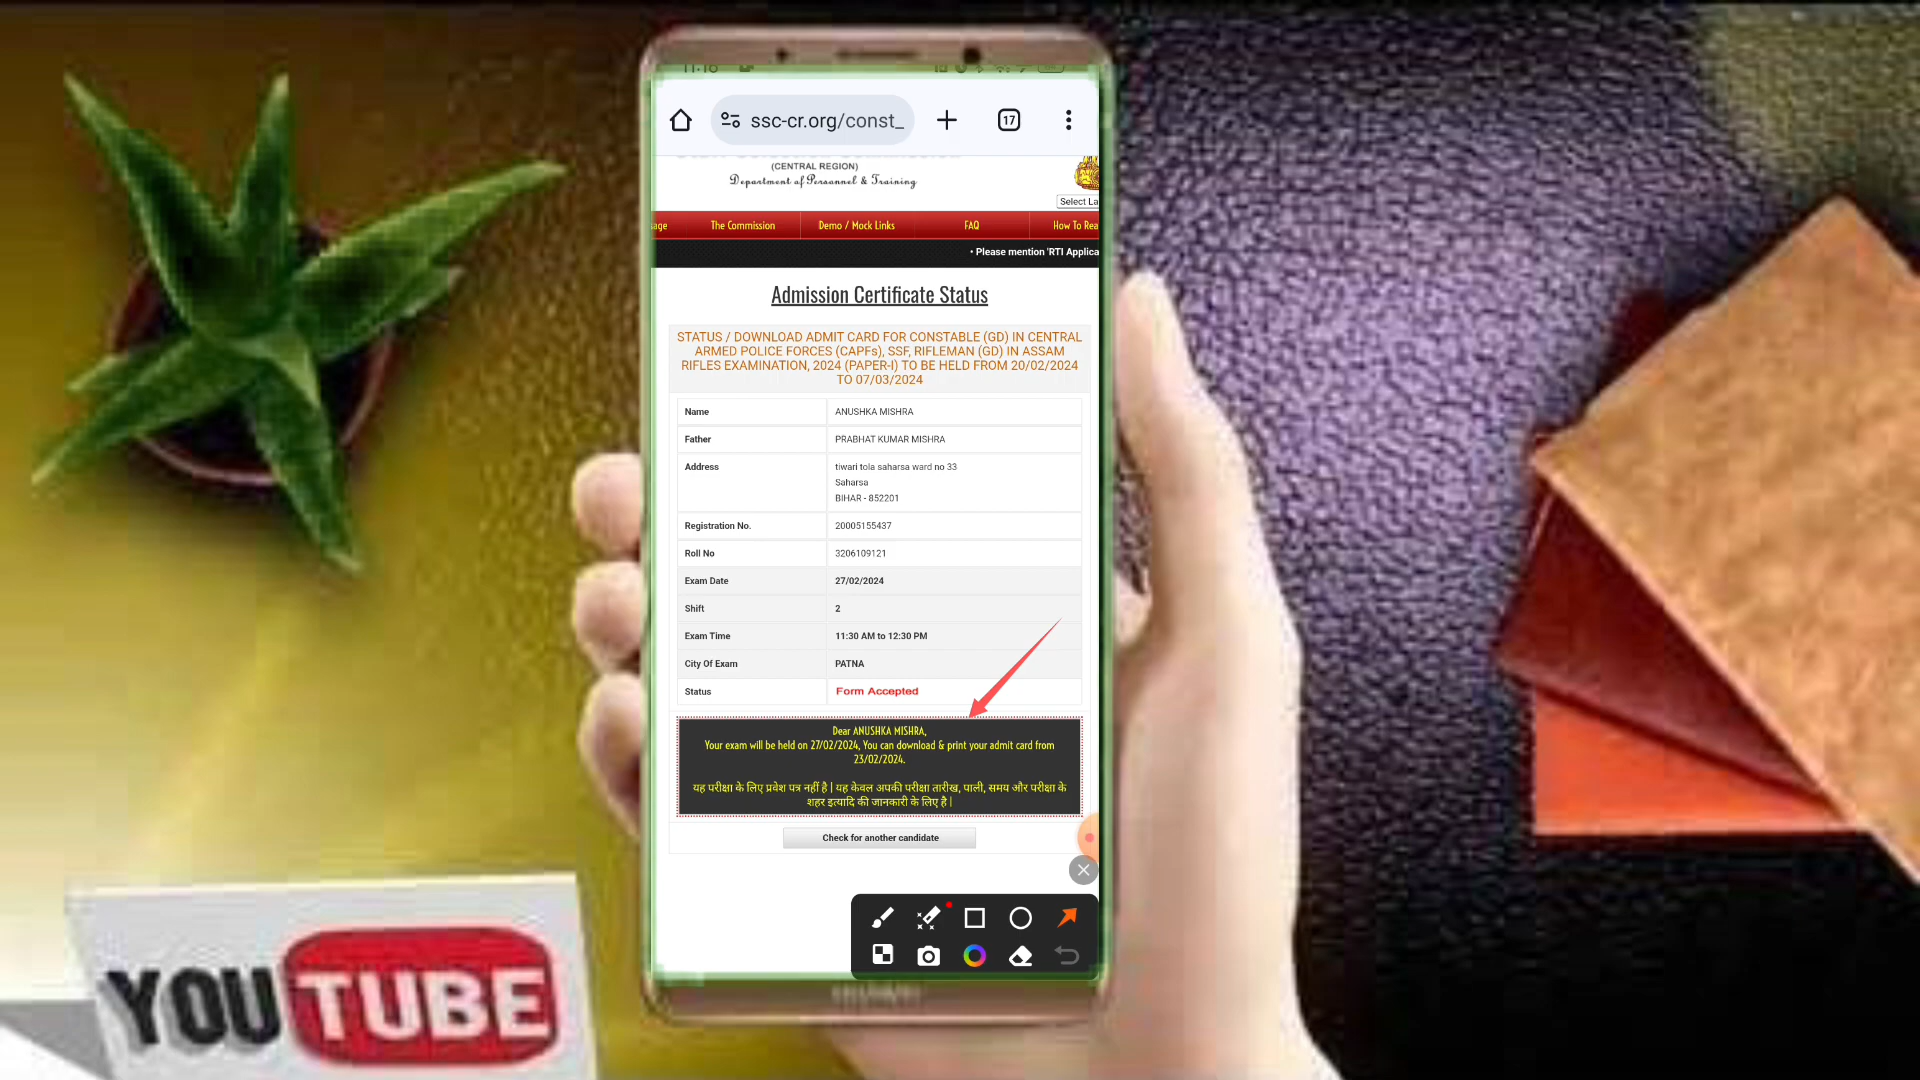 11:16
ssc-cr.org/const_
17
(CENTRAL REGION)
Department of Personnel & Training
Select La
sage
The Commission
Demo / Mock Links
FAQ
How To Rea
• Please mention 'RTI Applica
Admission Certificate Status
STATUS / DOWNLOAD ADMIT CARD FOR CONSTABLE (GD) IN CENTRAL
ARMED POLICE FORCES (CAPFs), SSF, RIFLEMAN (GD) IN ASSAM
RIFLES EXAMINATION, 2024 (PAPER-I) TO BE HELD FROM 20/02/2024
TO 07/03/2024
Name ANUSHKA MISHRA
Father PRABHAT KUMAR MISHRA
Address tiwari tola saharsa ward no 33
Saharsa
BIHAR - 852201
Registration No. 20005155437
Roll No 3206109121
Exam Date 27/02/2024
Shift 2
Exam Time 11:30 AM to 12:30 PM
City Of Exam PATNA
Status Form Accepted
Dear ANUSHKA MISHRA,
Your exam will be held on 27/02/2024, You can download & print your admit card from
23/02/2024.
यह परीक्षा के लिए प्रवेश पत्र नहीं है | यह केवल अपकी परीक्षा तारीख, पाली, समय और परीक्षा के
शहर इत्यादि की जानकारी के लिए है |
Check for another candidate
YOUTUBE